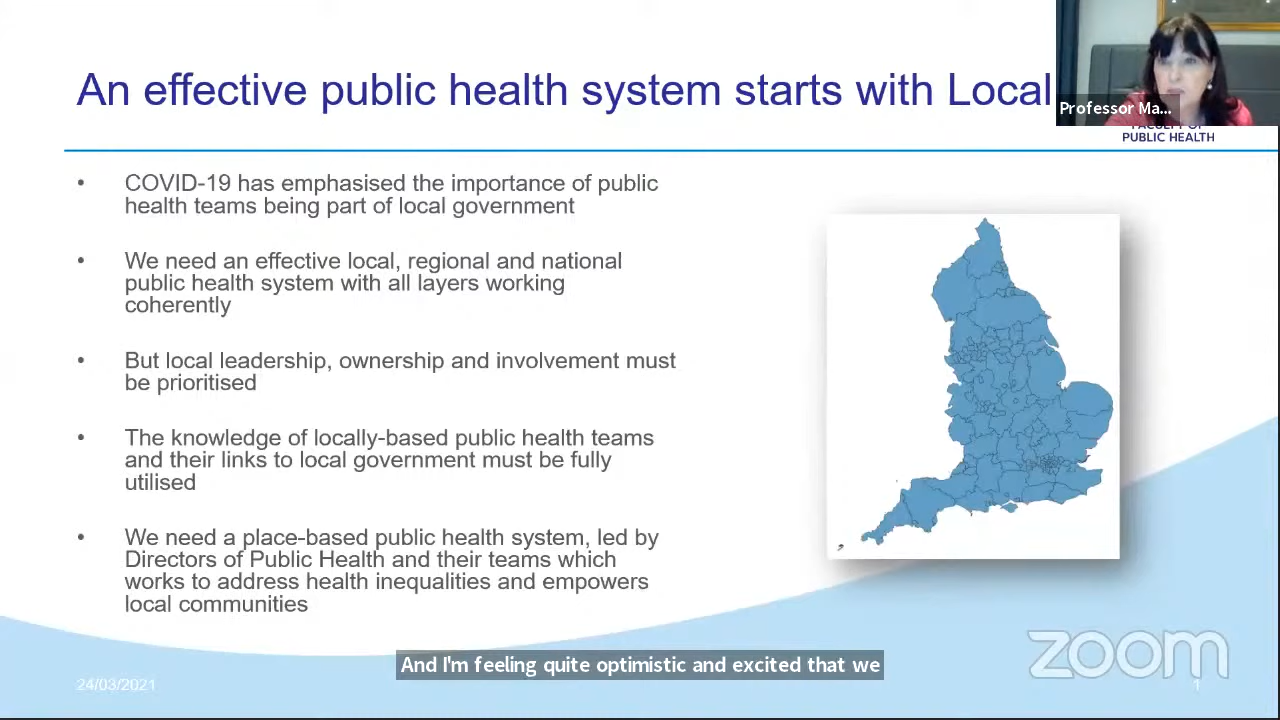 An effective public health system starts with Local
Professor Ma...
FACULTY OF
PUBLIC HEALTH
• COVID-19 has emphasised the importance of public
health teams being part of local government
• We need an effective local, regional and national
public health system with all layers working
coherently
• But local leadership, ownership and involvement must
be prioritised
• The knowledge of locally-based public health teams
and their links to local government must be fully
utilised
• We need a place-based public health system, led by
Directors of Public Health and their teams which
works to address health inequalities and empowers
local communities
And I'm feeling quite optimistic and excited that we
zoom
24/03/2021
1